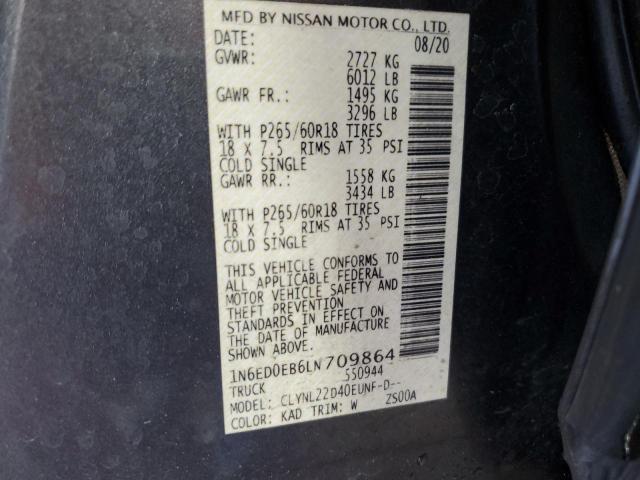 MFD BY NISSAN MOTOR CO., LTD.
DATE: 08/20
GVWR: 2727 KG
6012 LB
GAWR FR.: 1495 KG
3296 LB
WITH P265/60R18 TIRES
18 X 7.5 RIMS AT 35 PSI
COLD SINGLE
GAWR RR.: 1558 KG
3434 LB
WITH P265/60R18 TIRES
18 X 7.5 RIMS AT 35 PSI
COLD SINGLE
THIS VEHICLE CONFORMS TO
ALL APPLICABLE FEDERAL
MOTOR VEHICLE SAFETY AND
THEFT PREVENTION
STANDARDS IN EFFECT ON
THE DATE OF MANUFACTURE
SHOWN ABOVE.
1N6ED0EB6LN709864
TRUCK 550944
MODEL: CLYNL22D40EUNF-D--
COLOR: KAD TRIM: W ZS00A